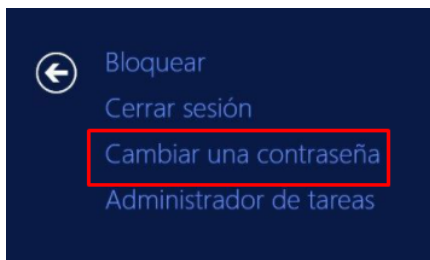 Bloquear
Cerrar sesión
Cambiar una contraseña
Administrador de tareas